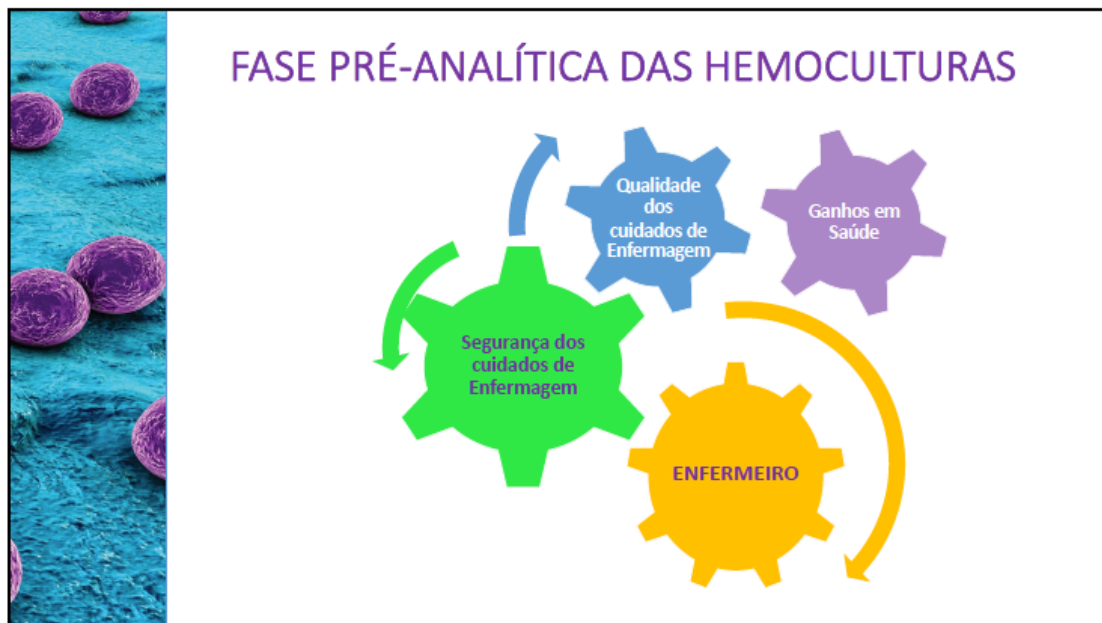 FASE PRÉ-ANALÍTICA DAS HEMOCULTURAS
Qualidade
dos
cuidados de
Enfermagem
Ganhos em
Saúde
Segurança dos
cuidados de
Enfermagem
ENFERMEIRO